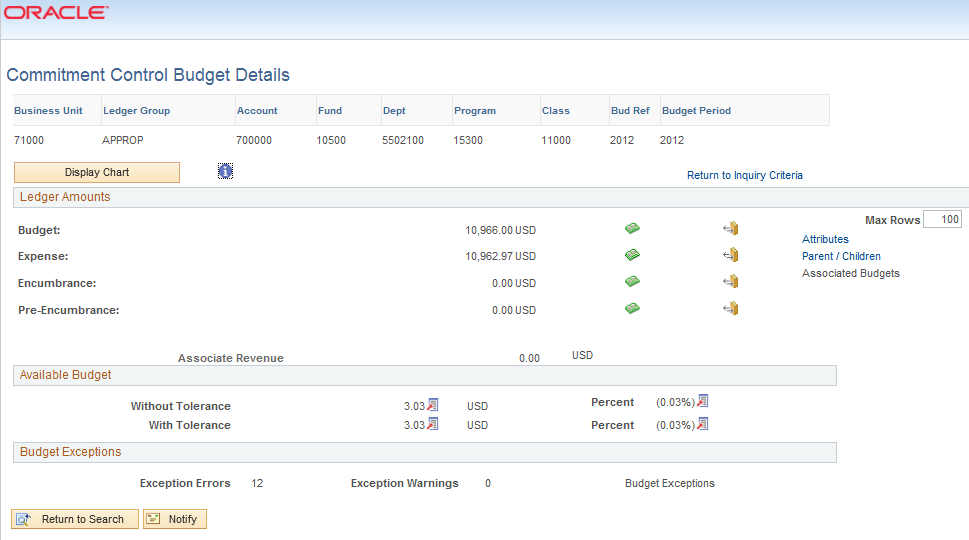 ORACLE
Commitment Control Budget Details
Business Unit Ledger Group Account Fund Dept Program Class Bud Ref Budget Period
71000 APPROP 700000 10500 5502100 15300 11000 2012 2012
Display Chart Return to Inquiry Criteria
Ledger Amounts
Max Rows 100
Budget: 10,966.00 USD
Attributes
Expense: 10,962.97 USD Parent / Children
Associated Budgets
Encumbrance: 0.00 USD
Pre-Encumbrance: 0.00 USD
Associate Revenue 0.00 USD
Available Budget
Without Tolerance 3.03 USD Percent (0.03%)
With Tolerance 3.03 USD Percent (0.03%)
Budget Exceptions
Exception Errors 12 Exception Warnings 0 Budget Exceptions
Return to Search Notify